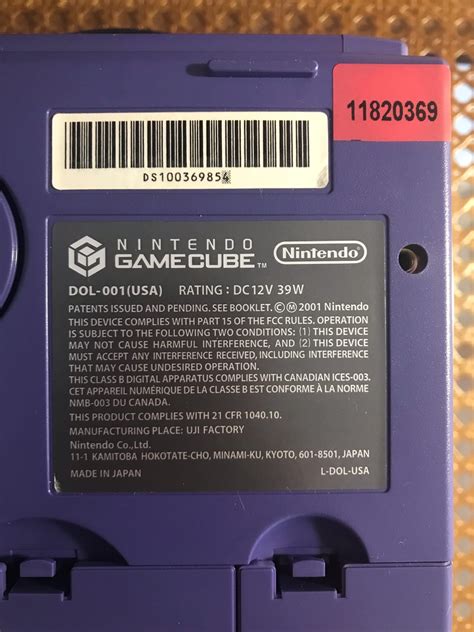 11820369
DS100369854
NINTENDO
GAMECUBE™ Nintendo
DOL-001(USA) RATING : DC12V 39W
PATENTS ISSUED AND PENDING. SEE BOOKLET. ©Ⓜ 2001 Nintendo
THIS DEVICE COMPLIES WITH PART 15 OF THE FCC RULES. OPERATION
IS SUBJECT TO THE FOLLOWING TWO CONDITIONS: (1) THIS DEVICE
MAY NOT CAUSE HARMFUL INTERFERENCE, AND (2) THIS DEVICE
MUST ACCEPT ANY INTERFERENCE RECEIVED, INCLUDING INTERFERENCE
THAT MAY CAUSE UNDESIRED OPERATION.
THIS CLASS B DIGITAL APPARATUS COMPLIES WITH CANADIAN ICES-003.
CET APPAREIL NUMÉRIQUE DE LA CLASSE B EST CONFORME À LA NORME
NMB-003 DU CANADA.
THIS PRODUCT COMPLIES WITH 21 CFR 1040.10.
MANUFACTURING PLACE: UJI FACTORY
Nintendo Co.,Ltd.
11-1 KAMITOBA HOKOTATE-CHO, MINAMI-KU, KYOTO, 601-8501, JAPAN
MADE IN JAPAN L-DOL-USA